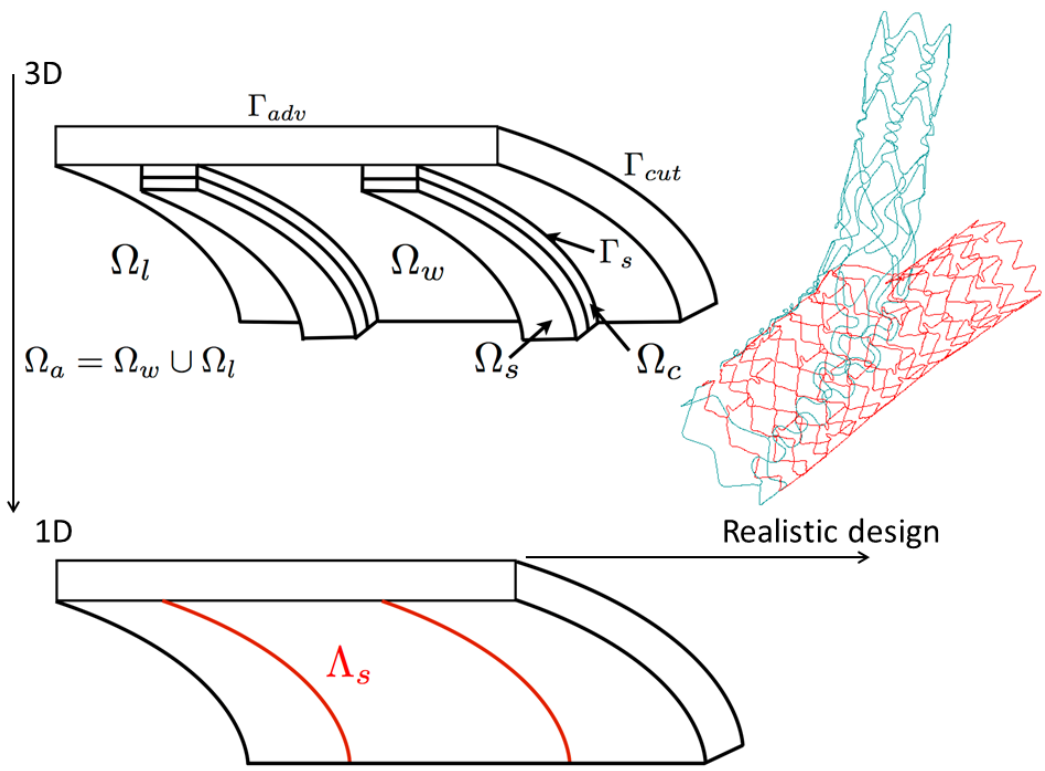 3D
Γ_adv
Γ_cut
Γ_s
Ω_l
Ω_w
Ω_s
Ω_c
Ω_a = Ω_w ∪ Ω_l
1D
Realistic design
Λ_s